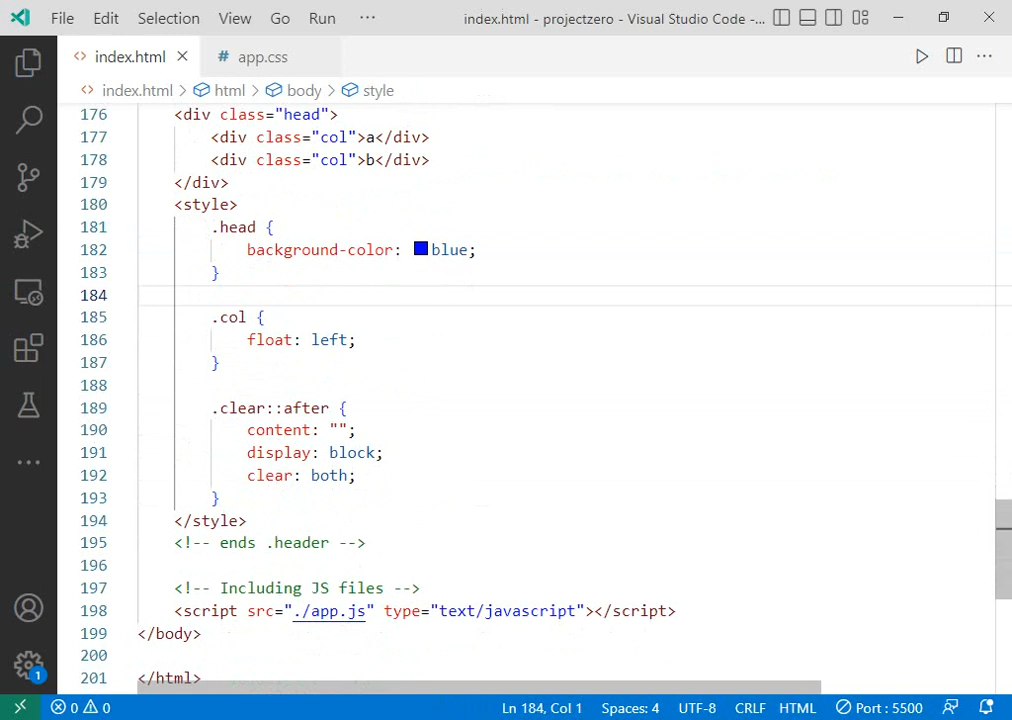 File Edit Selection View Go Run ··· index.html - projectzero - Visual Studio Code -...
<> index.html × # app.css
<> index.html > html > body > style
176 <div class="head">
177 <div class="col">a</div>
178 <div class="col">b</div>
179 </div>
180 <style>
181 .head {
182 background-color: blue;
183 }
184
185 .col {
186 float: left;
187 }
188
189 .clear::after {
190 content: "";
191 display: block;
192 clear: both;
193 }
194 </style>
195 <!-- ends .header -->
196
197 <!-- Including JS files -->
198 <script src="./app.js" type="text/javascript"></script>
199 </body>
200
201 </html>
1
0 0 Ln 184, Col 1 Spaces: 4 UTF-8 CRLF HTML Port : 5500